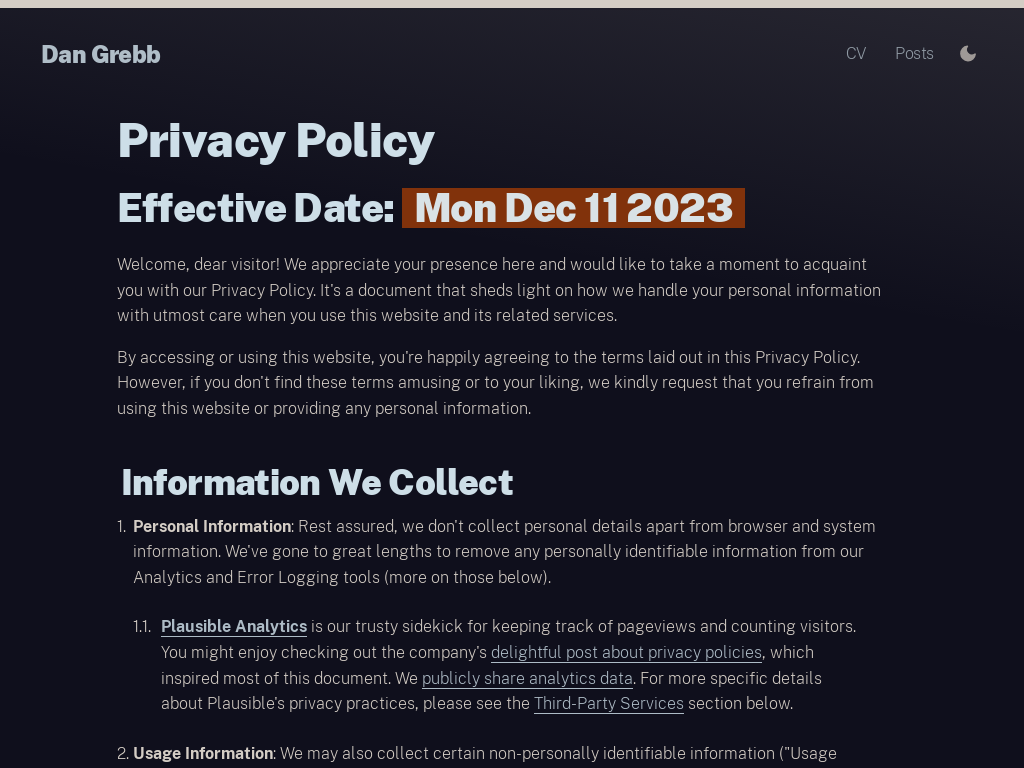 Dan Grebb
CV
Posts
Privacy Policy
Effective Date: Mon Dec 11 2023
Welcome, dear visitor! We appreciate your presence here and would like to take a moment to acquaint
you with our Privacy Policy. It's a document that sheds light on how we handle your personal information
with utmost care when you use this website and its related services.
By accessing or using this website, you're happily agreeing to the terms laid out in this Privacy Policy.
However, if you don't find these terms amusing or to your liking, we kindly request that you refrain from
using this website or providing any personal information.
Information We Collect
1. Personal Information: Rest assured, we don't collect personal details apart from browser and system
information. We've gone to great lengths to remove any personally identifiable information from our
Analytics and Error Logging tools (more on those below).
1.1. Plausible Analytics is our trusty sidekick for keeping track of pageviews and counting visitors.
You might enjoy checking out the company's delightful post about privacy policies, which
inspired most of this document. We publicly share analytics data. For more specific details
about Plausible's privacy practices, please see the Third-Party Services section below.
2. Usage Information: We may also collect certain non-personally identifiable information ("Usage